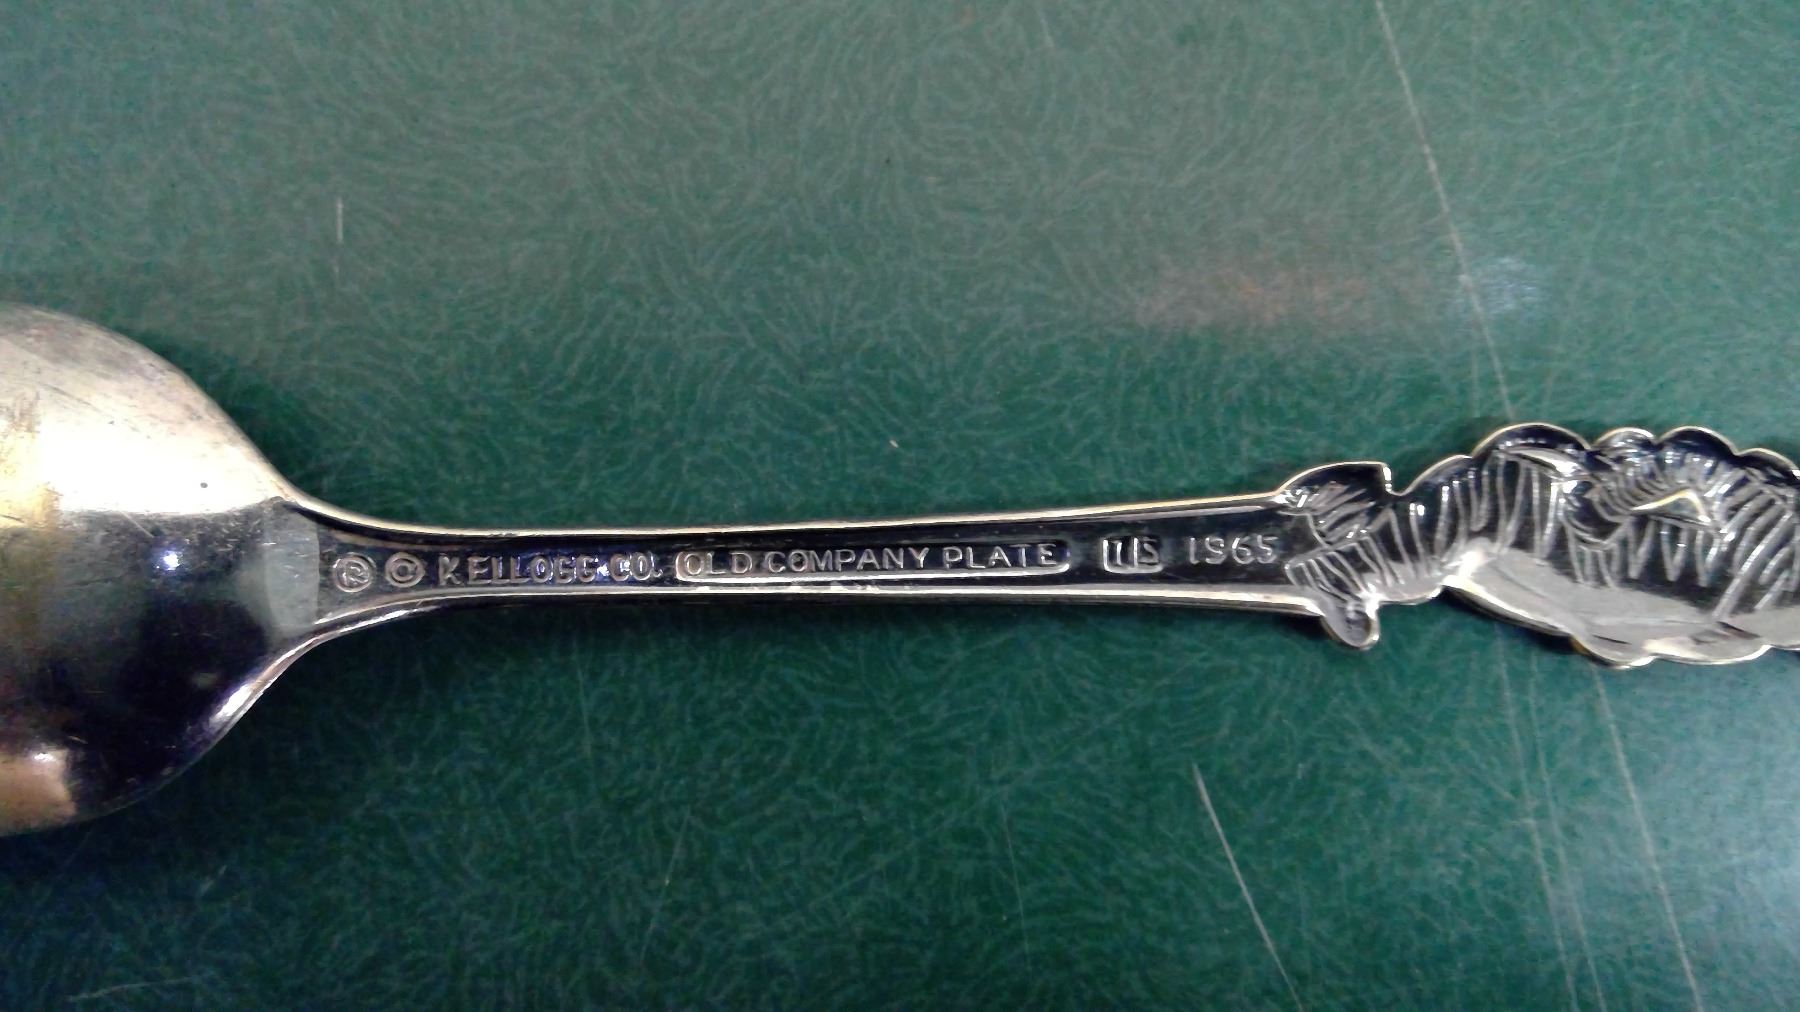 ® © KELLOGG CO. OLD COMPANY PLATE IS 1965